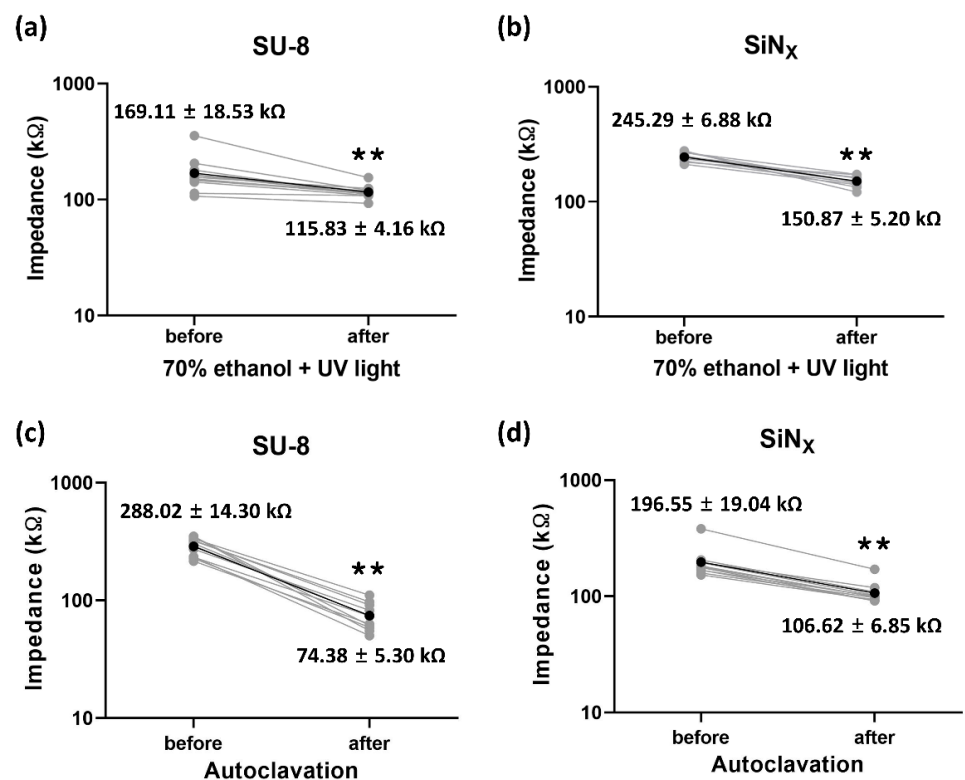 (a)
SU-8
Impedance (kΩ)
1000
100
10
169.11 ± 18.53 kΩ
**
115.83 ± 4.16 kΩ
before after
70% ethanol + UV light
(b)
SiNX
Impedance (kΩ)
1000
100
10
245.29 ± 6.88 kΩ
**
150.87 ± 5.20 kΩ
before after
70% ethanol + UV light
(c)
SU-8
Impedance (kΩ)
1000
100
10
288.02 ± 14.30 kΩ
**
74.38 ± 5.30 kΩ
before after
Autoclavation
(d)
SiNX
Impedance (kΩ)
1000
100
10
196.55 ± 19.04 kΩ
**
106.62 ± 6.85 kΩ
before after
Autoclavation